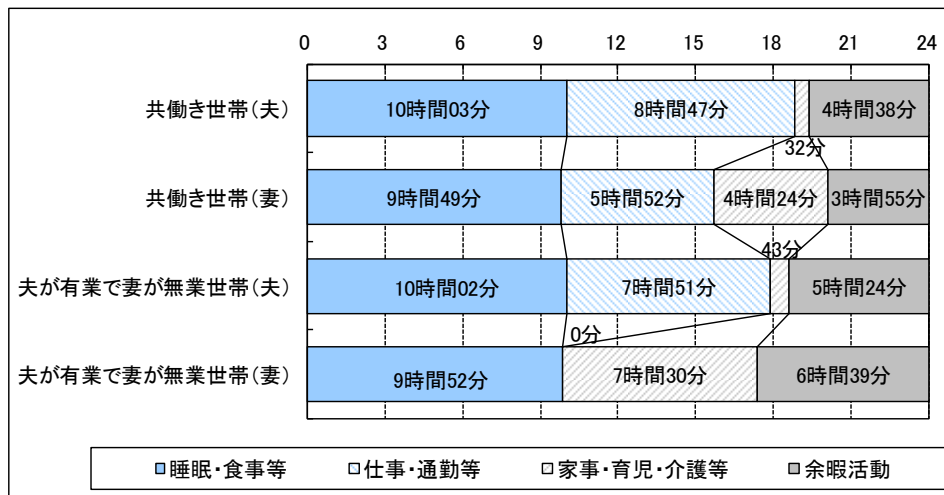 0 3 6 9 12 15 18 21 24
共働き世帯(夫) 10時間03分 8時間47分 4時間38分
32分
共働き世帯(妻) 9時間49分 5時間52分 4時間24分 3時間55分
43分
夫が有業で妻が無業世帯(夫) 10時間02分 7時間51分 5時間24分
0分
夫が有業で妻が無業世帯(妻) 9時間52分 7時間30分 6時間39分
睡眠・食事等 仕事・通勤等 家事・育児・介護等 余暇活動